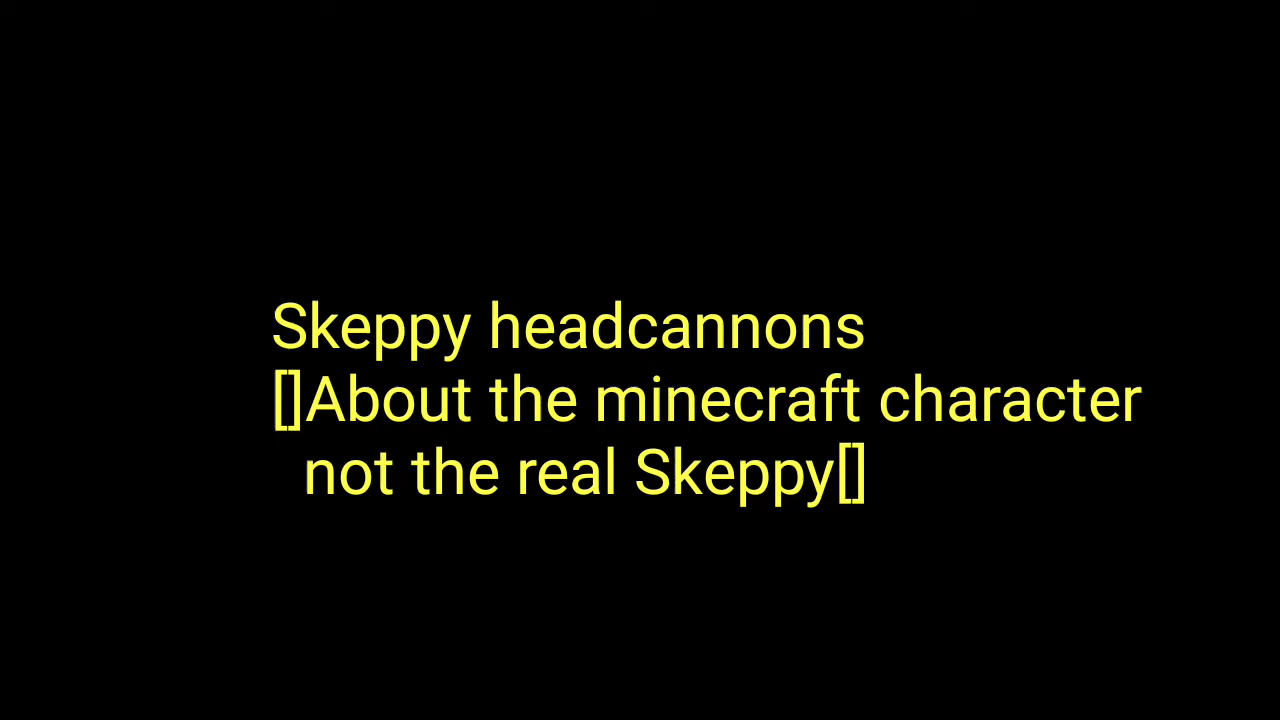 Skeppy headcannons
[]About the minecraft character
not the real Skeppy[]